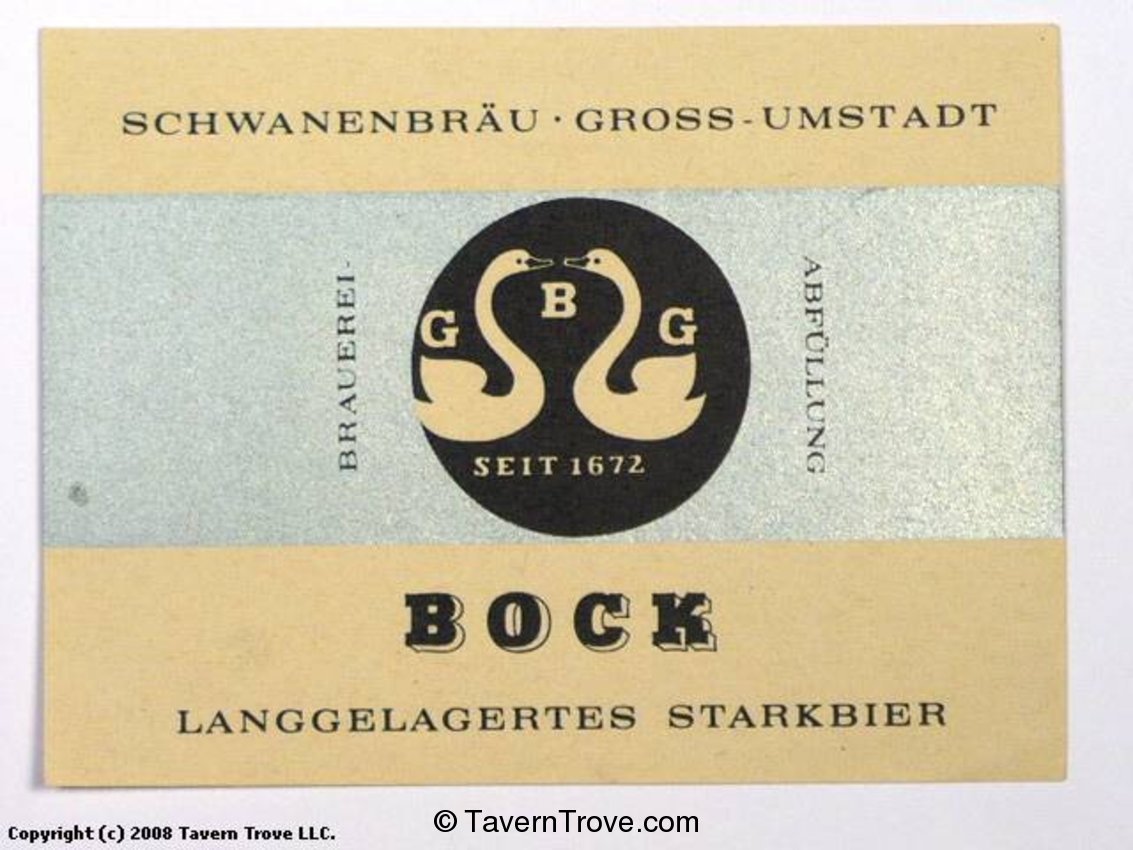 SCHWANENBRÄU · GROSS-UMSTADT
BRAUEREI-
G B G
SEIT 1672
ABFÜLLUNG
BOCK
LANGGELAGERTES STARKBIER
© TavernTrove.com
Copyright (c) 2008 Tavern Trove LLC.